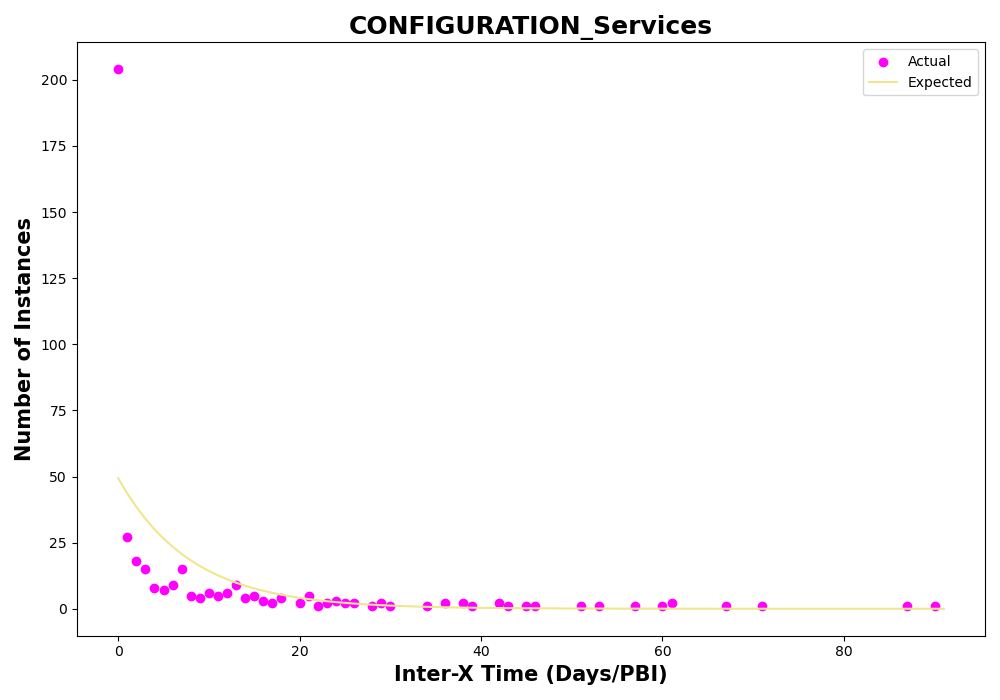 CONFIGURATION_Services
Actual
Expected
Number of Instances
200
175
150
125
100
75
50
25
0
0 20 40 60 80
Inter-X Time (Days/PBI)